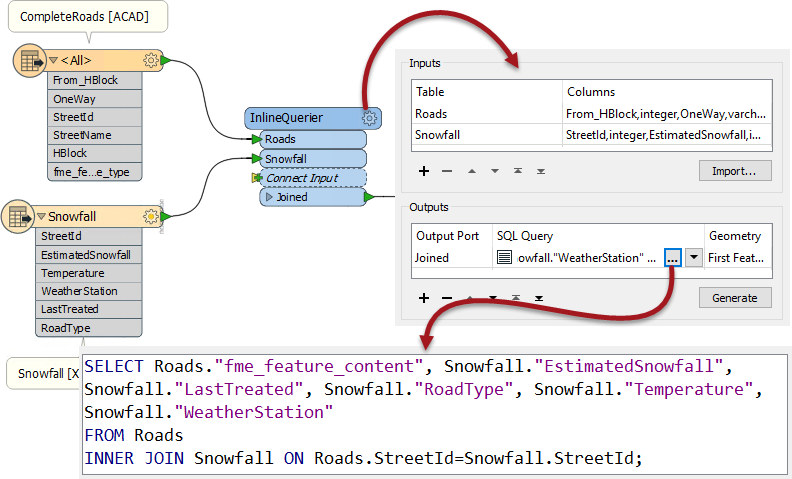 CompleteRoads [ACAD]
<All>
From_HBlock
OneWay
StreetId
StreetName
HBlock
fme_fe...e_type
Snowfall
StreetId
EstimatedSnowfall
Temperature
WeatherStation
LastTreated
RoadType
Snowfall [X
InlineQuerier
Roads
Snowfall
Connect Input
Joined
Inputs
Table Columns
Roads From_HBlock,integer,OneWay,varch...
Snowfall StreetId,integer,EstimatedSnowfall,i...
Import...
Outputs
Output Port SQL Query Geometry
Joined owfall."WeatherStation" ... ... First Feat...
Generate
SELECT Roads."fme_feature_content", Snowfall."EstimatedSnowfall",
Snowfall."LastTreated", Snowfall."RoadType", Snowfall."Temperature",
Snowfall."WeatherStation"
FROM Roads
INNER JOIN Snowfall ON Roads.StreetId=Snowfall.StreetId;